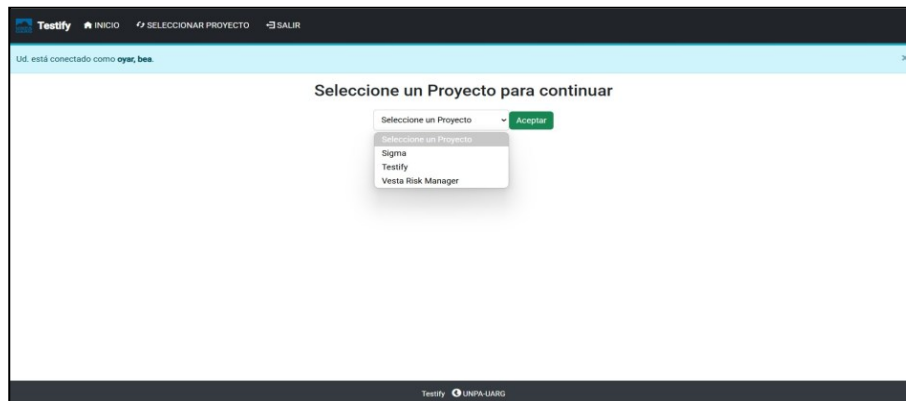 Testify INICIO SELECCIONAR PROYECTO SALIR
Ud. está conectado como oyar, bea.
Seleccione un Proyecto para continuar
Seleccione un Proyecto Aceptar
Seleccione un Proyecto
Sigma
Testify
Vesta Risk Manager
Testify UNPA-UARG